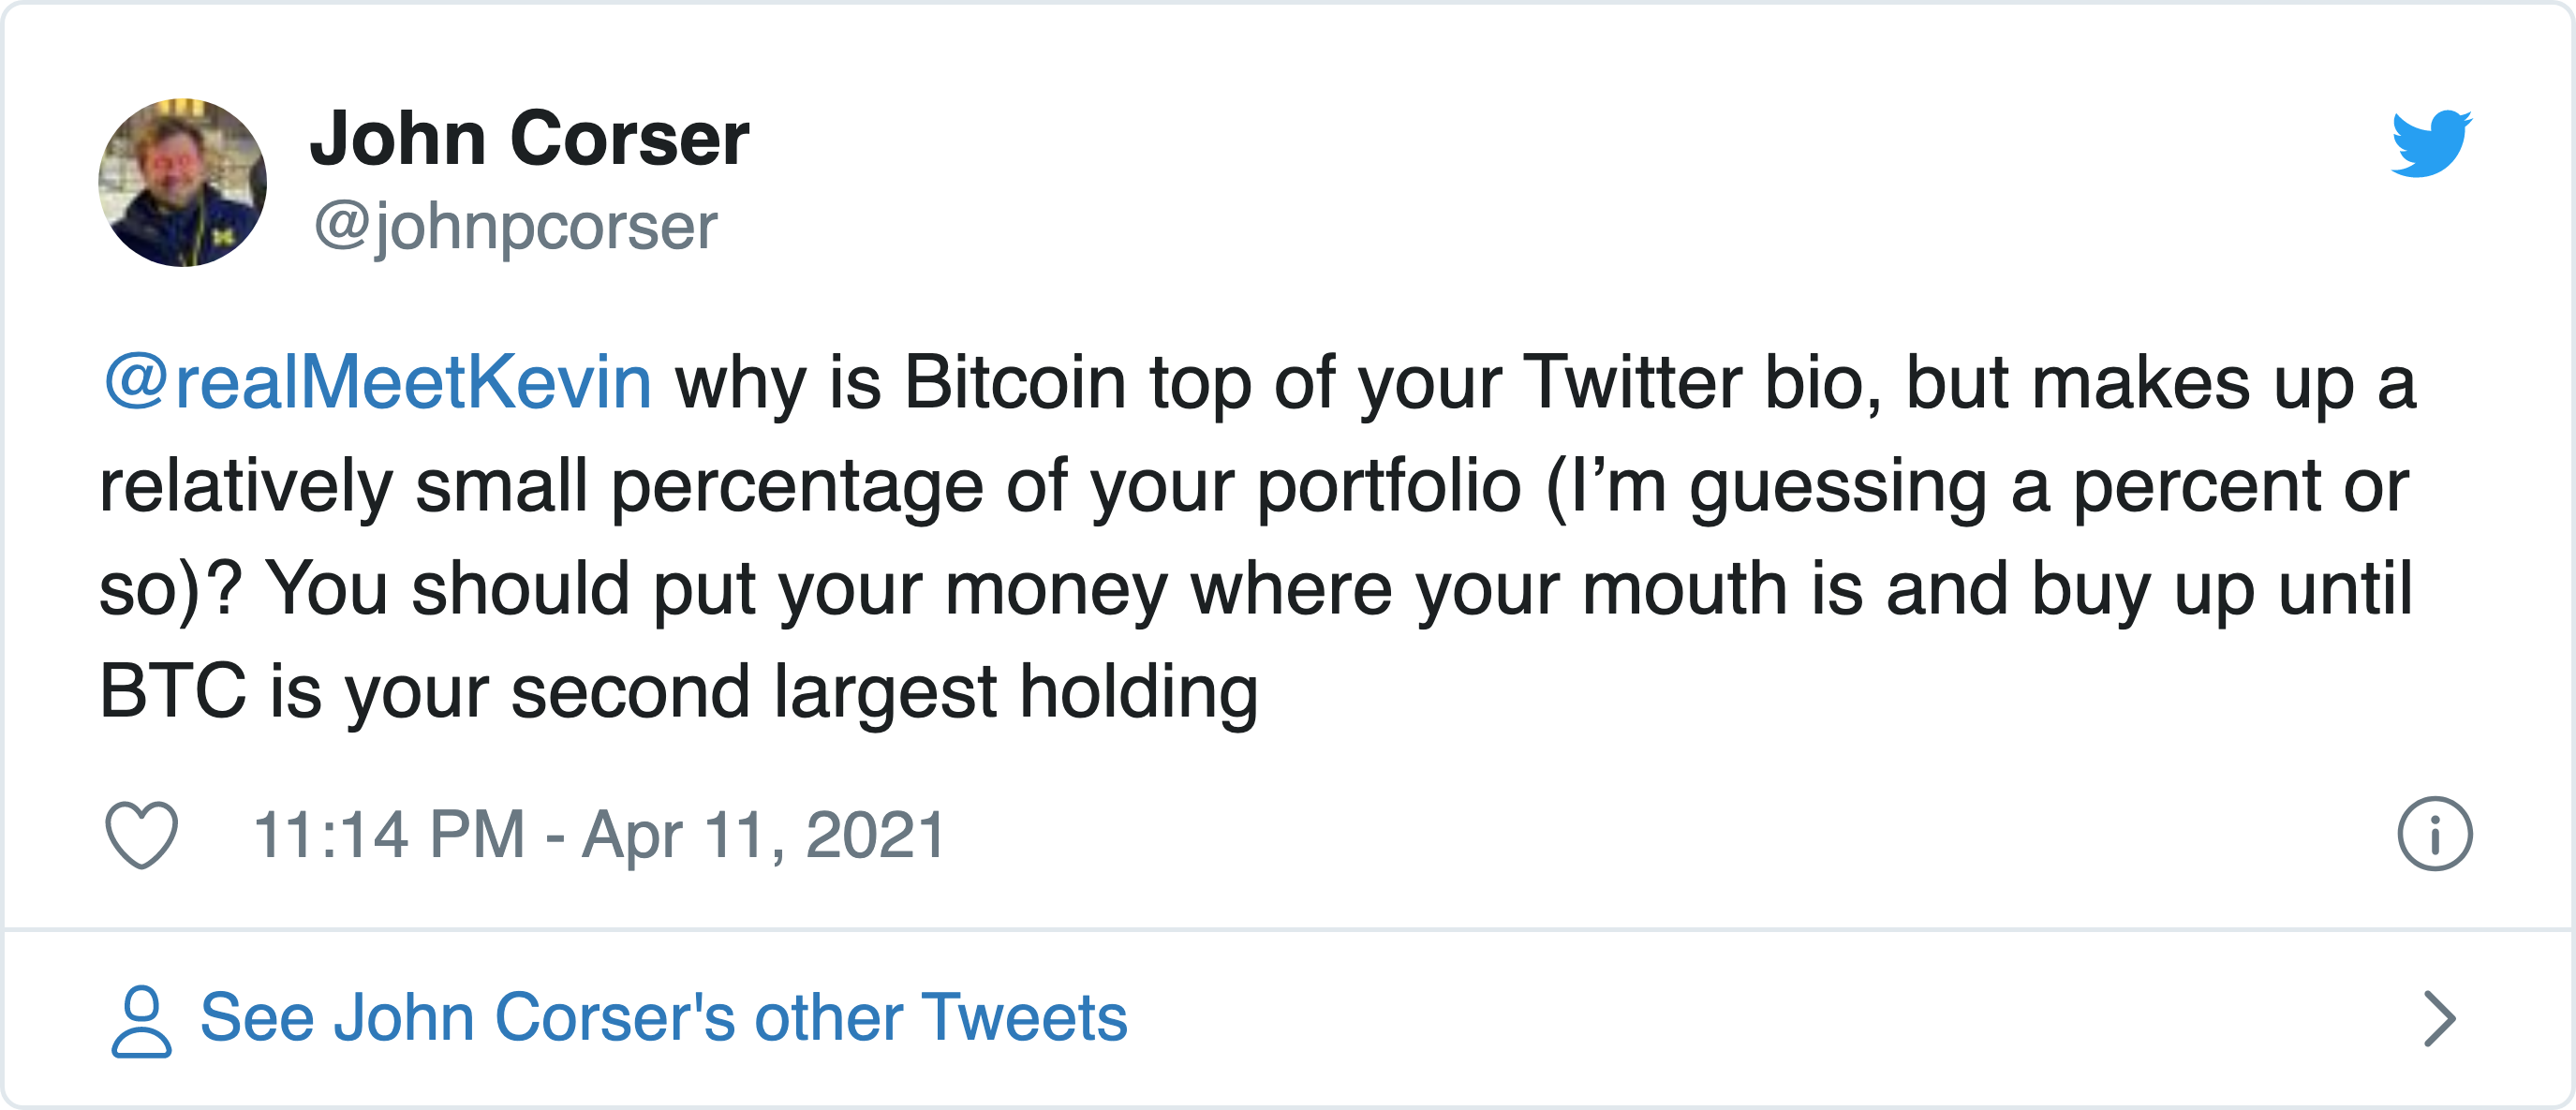 John Corser
@johnpcorser
@realMeetKevin why is Bitcoin top of your Twitter bio, but makes up a
relatively small percentage of your portfolio (I’m guessing a percent or
so)? You should put your money where your mouth is and buy up until
BTC is your second largest holding
11:14 PM - Apr 11, 2021
See John Corser's other Tweets